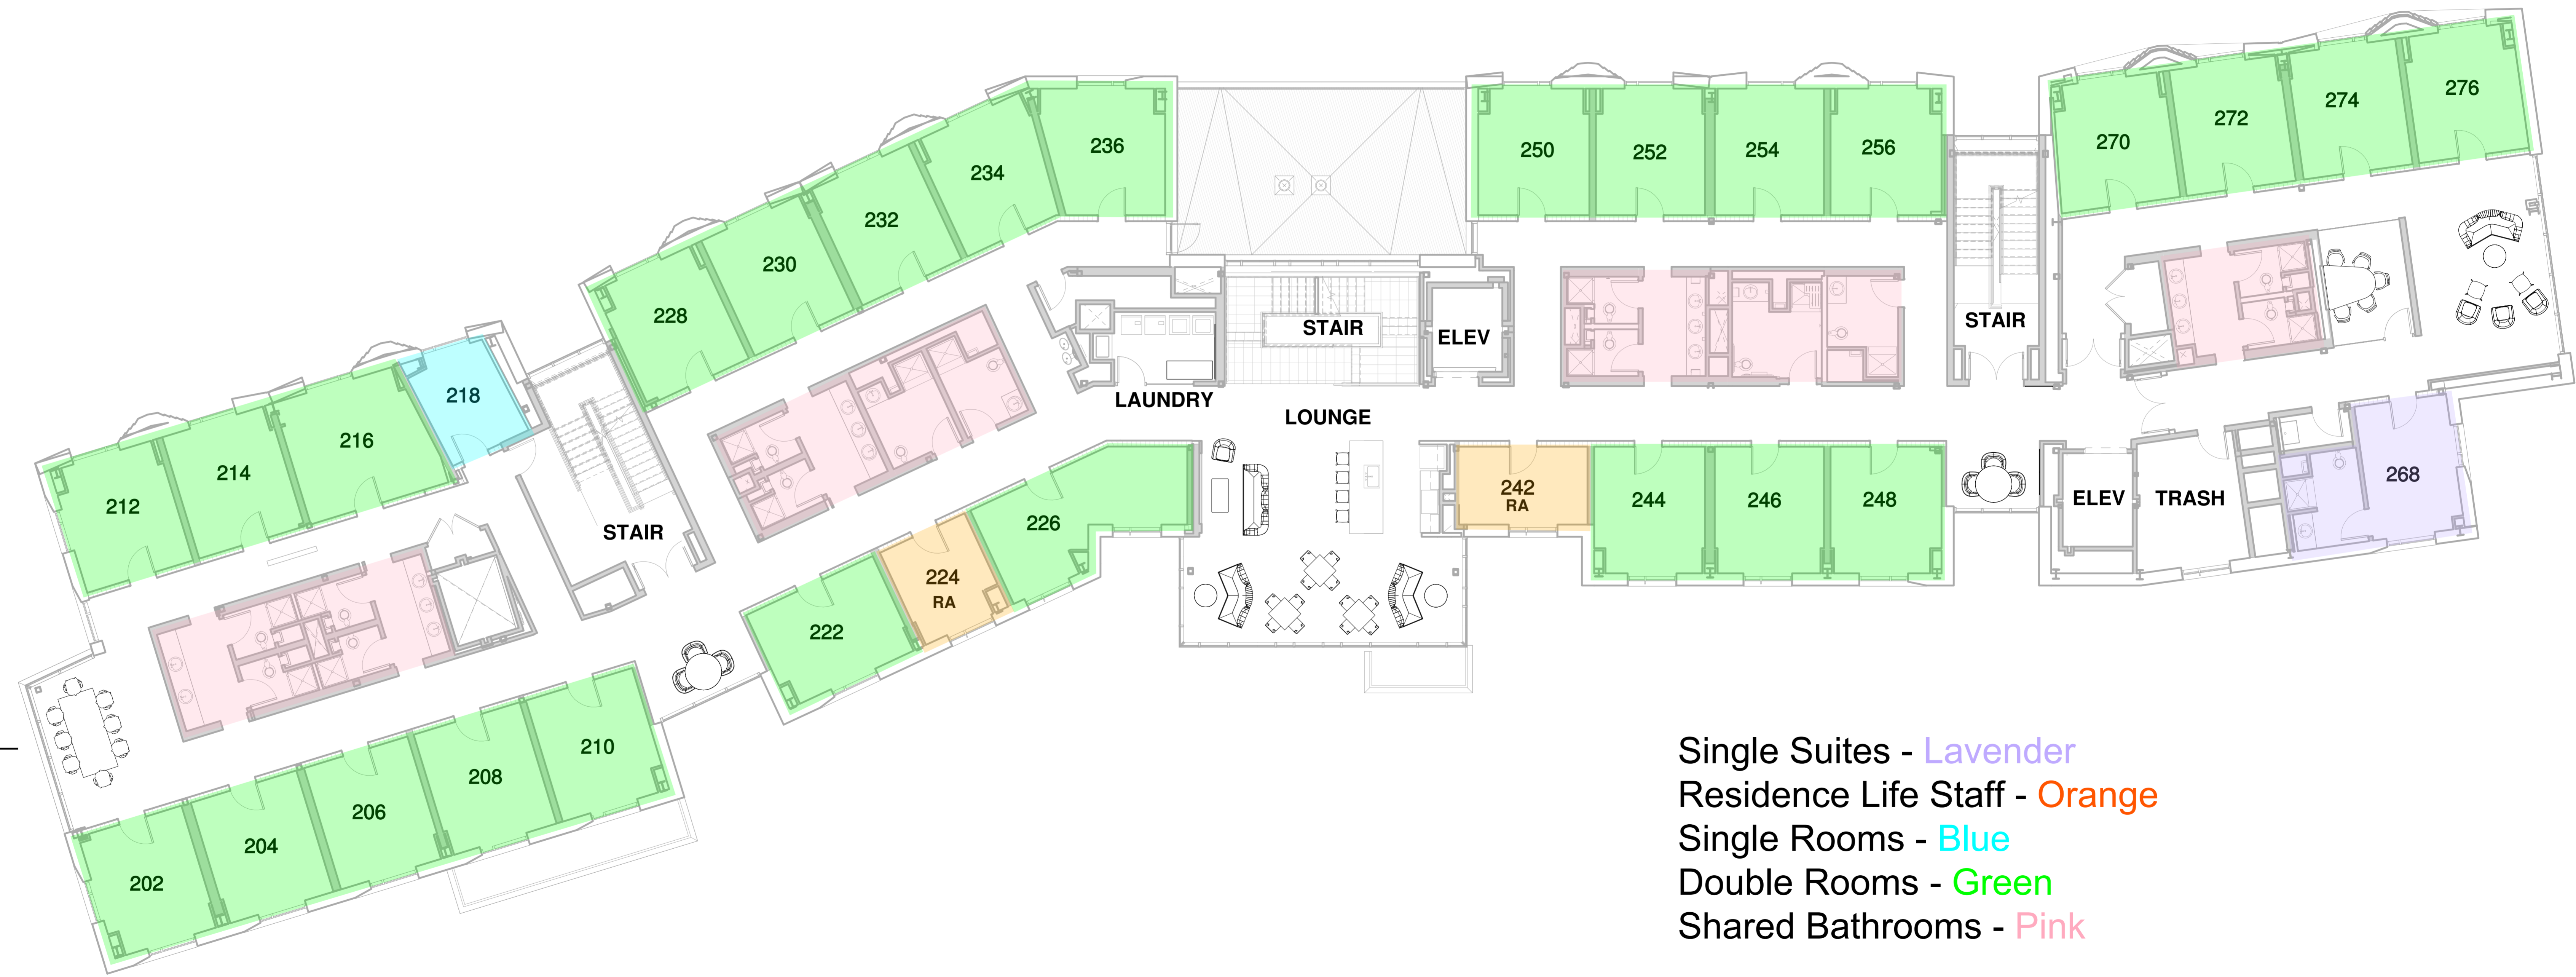 276
274
272
270
236
250
252
254
256
234
232
230
228
STAIR
ELEV
STAIR
218
LAUNDRY
LOUNGE
216
214
212
STAIR
226
224
RA
222
242
RA
244
246
248
ELEV
TRASH
268
210
208
206
204
202
Single Suites - Lavender
Residence Life Staff - Orange
Single Rooms - Blue
Double Rooms - Green
Shared Bathrooms - Pink